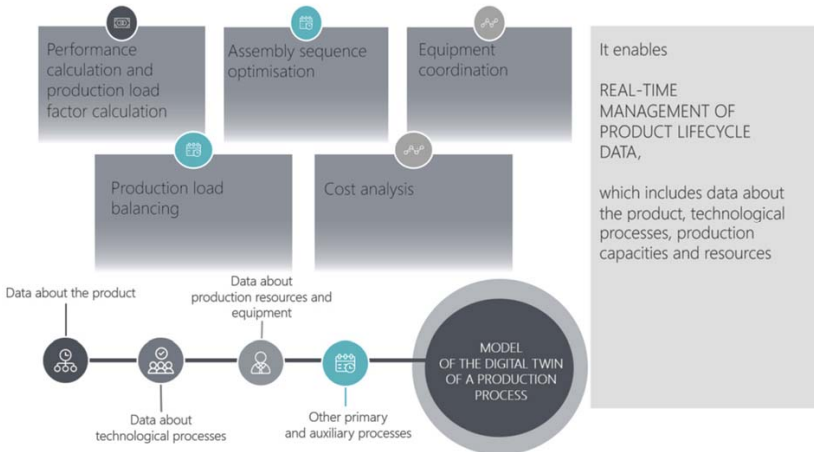 Performance
calculation and
production load
factor calculation
Assembly sequence
optimisation
Equipment
coordination
Production load
balancing
Cost analysis
It enables
REAL-TIME
MANAGEMENT OF
PRODUCT LIFECYCLE
DATA,
which includes data about
the product, technological
processes, production
capacities and resources
Data about the product
Data about
production resources and
equipment
Data about
technological processes
Other primary
and auxiliary processes
MODEL
OF THE DIGITAL TWIN
OF A PRODUCTION
PROCESS